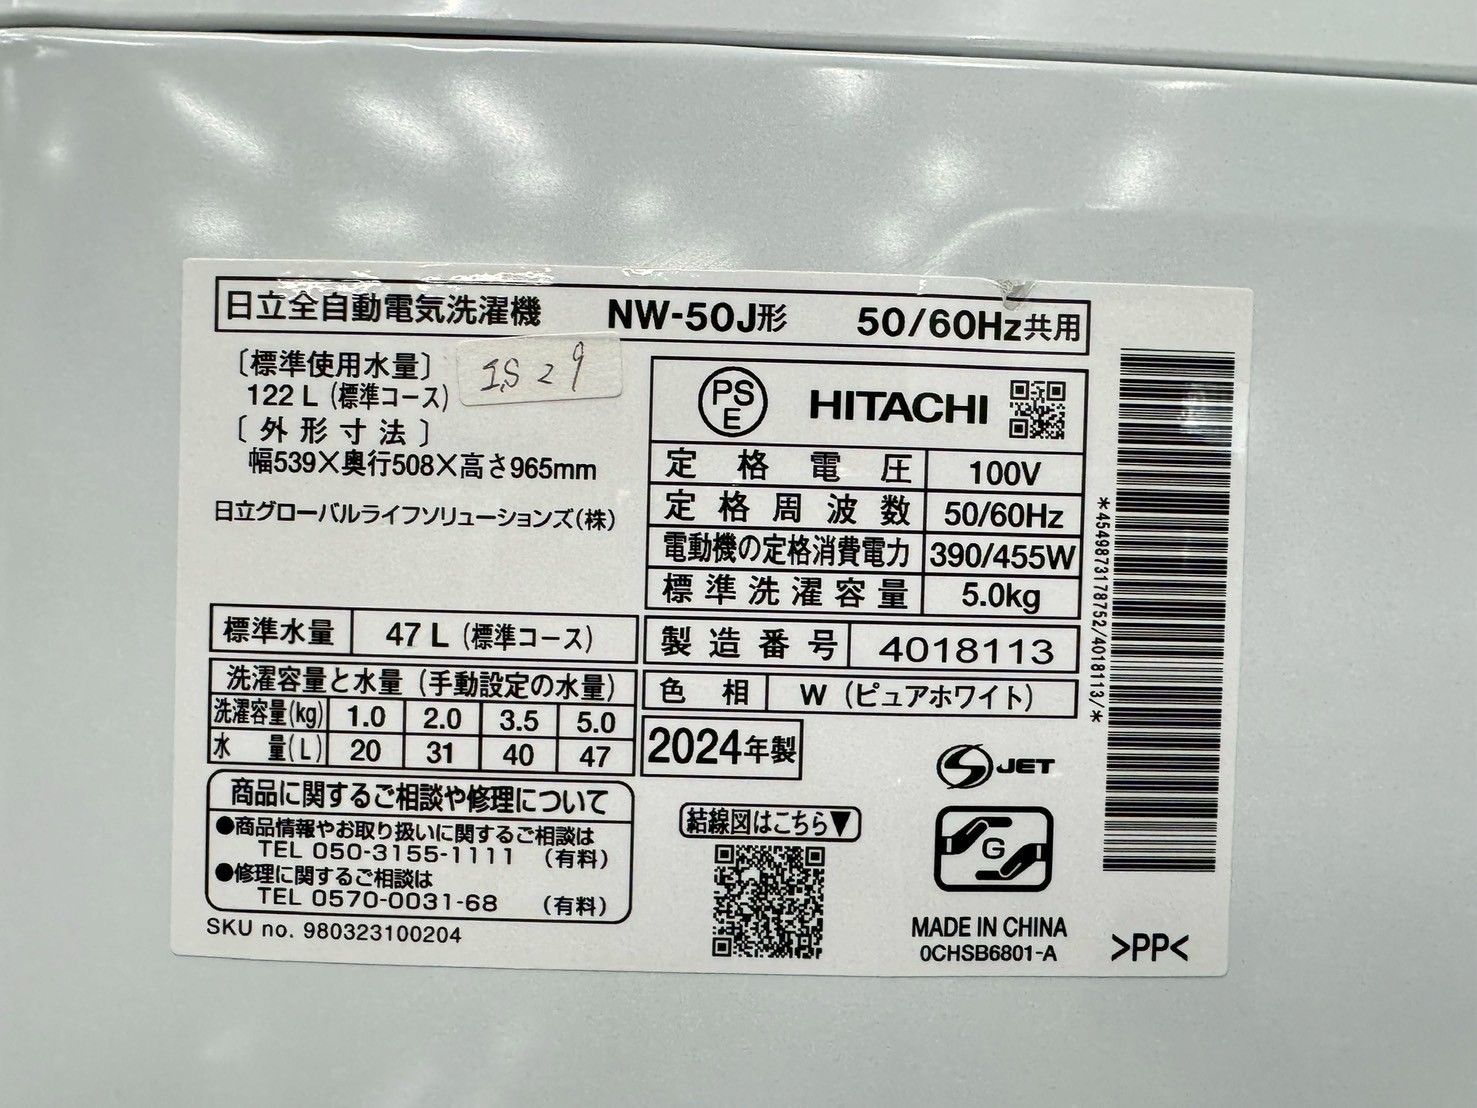 日立全自動電気洗濯機 NW-50J形 50/60Hz共用
〔標準使用水量〕
122 L (標準コース)
〔外形寸法〕
幅539×奥行508×高さ965mm
日立グローバルライフソリューションズ(株)
PS
E
HITACHI
定格電圧 100V
定格周波数 50/60Hz
電動機の定格消費電力 390/455W
標準洗濯容量 5.0kg
標準水量 47 L (標準コース)
製造番号 4018113
洗濯容量と水量 (手動設定の水量)
洗濯容量(kg) 1.0 2.0 3.5 5.0
水 量(L) 20 31 40 47
色相 W (ピュアホワイト)
2024年製
S JET
商品に関するご相談や修理について
●商品情報やお取り扱いに関するご相談は
TEL 050-3155-1111 (有料)
●修理に関するご相談は
TEL 0570-0031-68 (有料)
SKU no. 980323100204
結線図はこちら▼
G
MADE IN CHINA
0CHSB6801-A
>PP<
*4549873178752/4018113/*